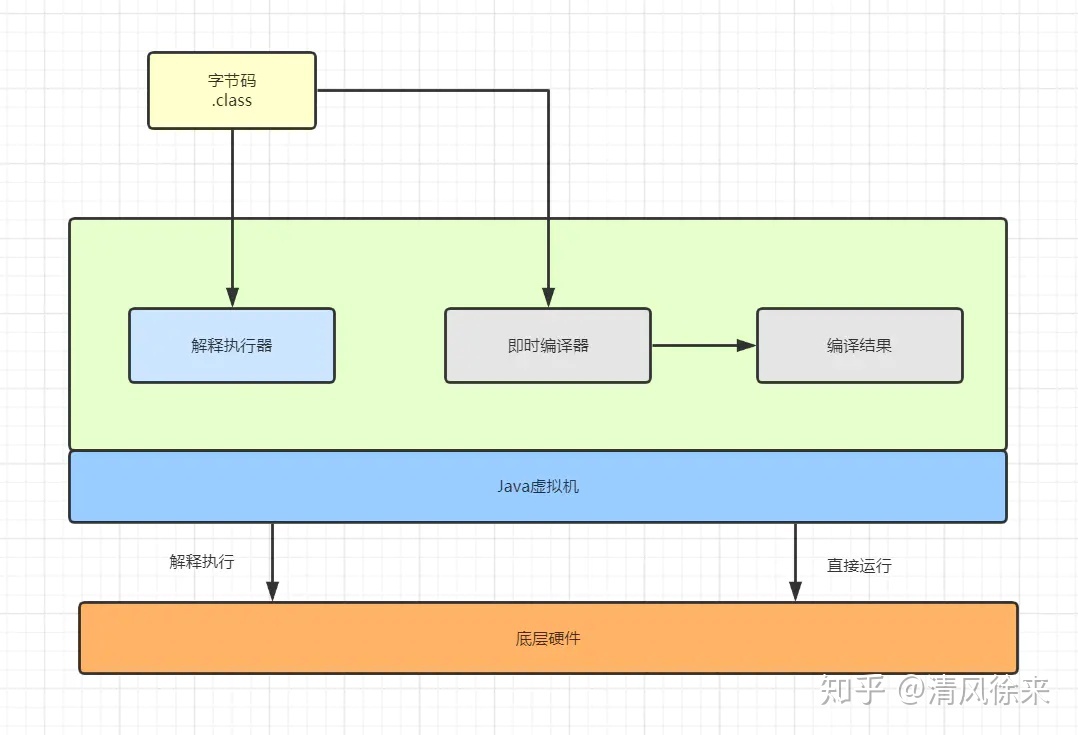 字节码
.class
解释执行器
即时编译器
编译结果
Java虚拟机
解释执行
直接运行
底层硬件
知乎 @清风徐来